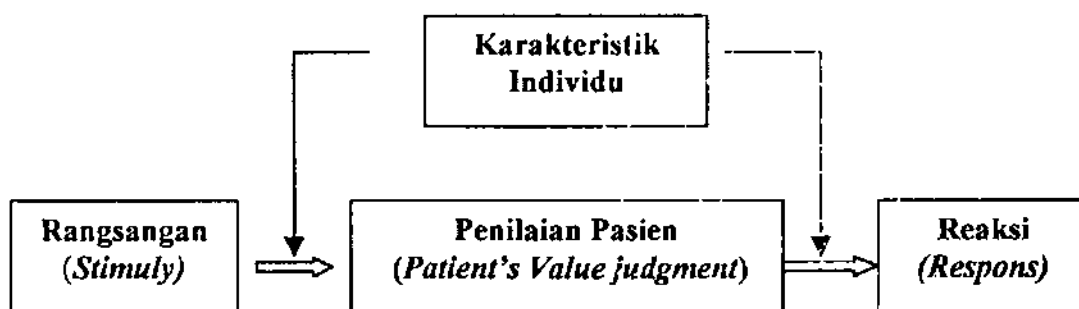 Karakteristik
Individu
Rangsangan
(Stimuly)
Penilaian Pasien
(Patient's Value judgment)
Reaksi
(Respons)